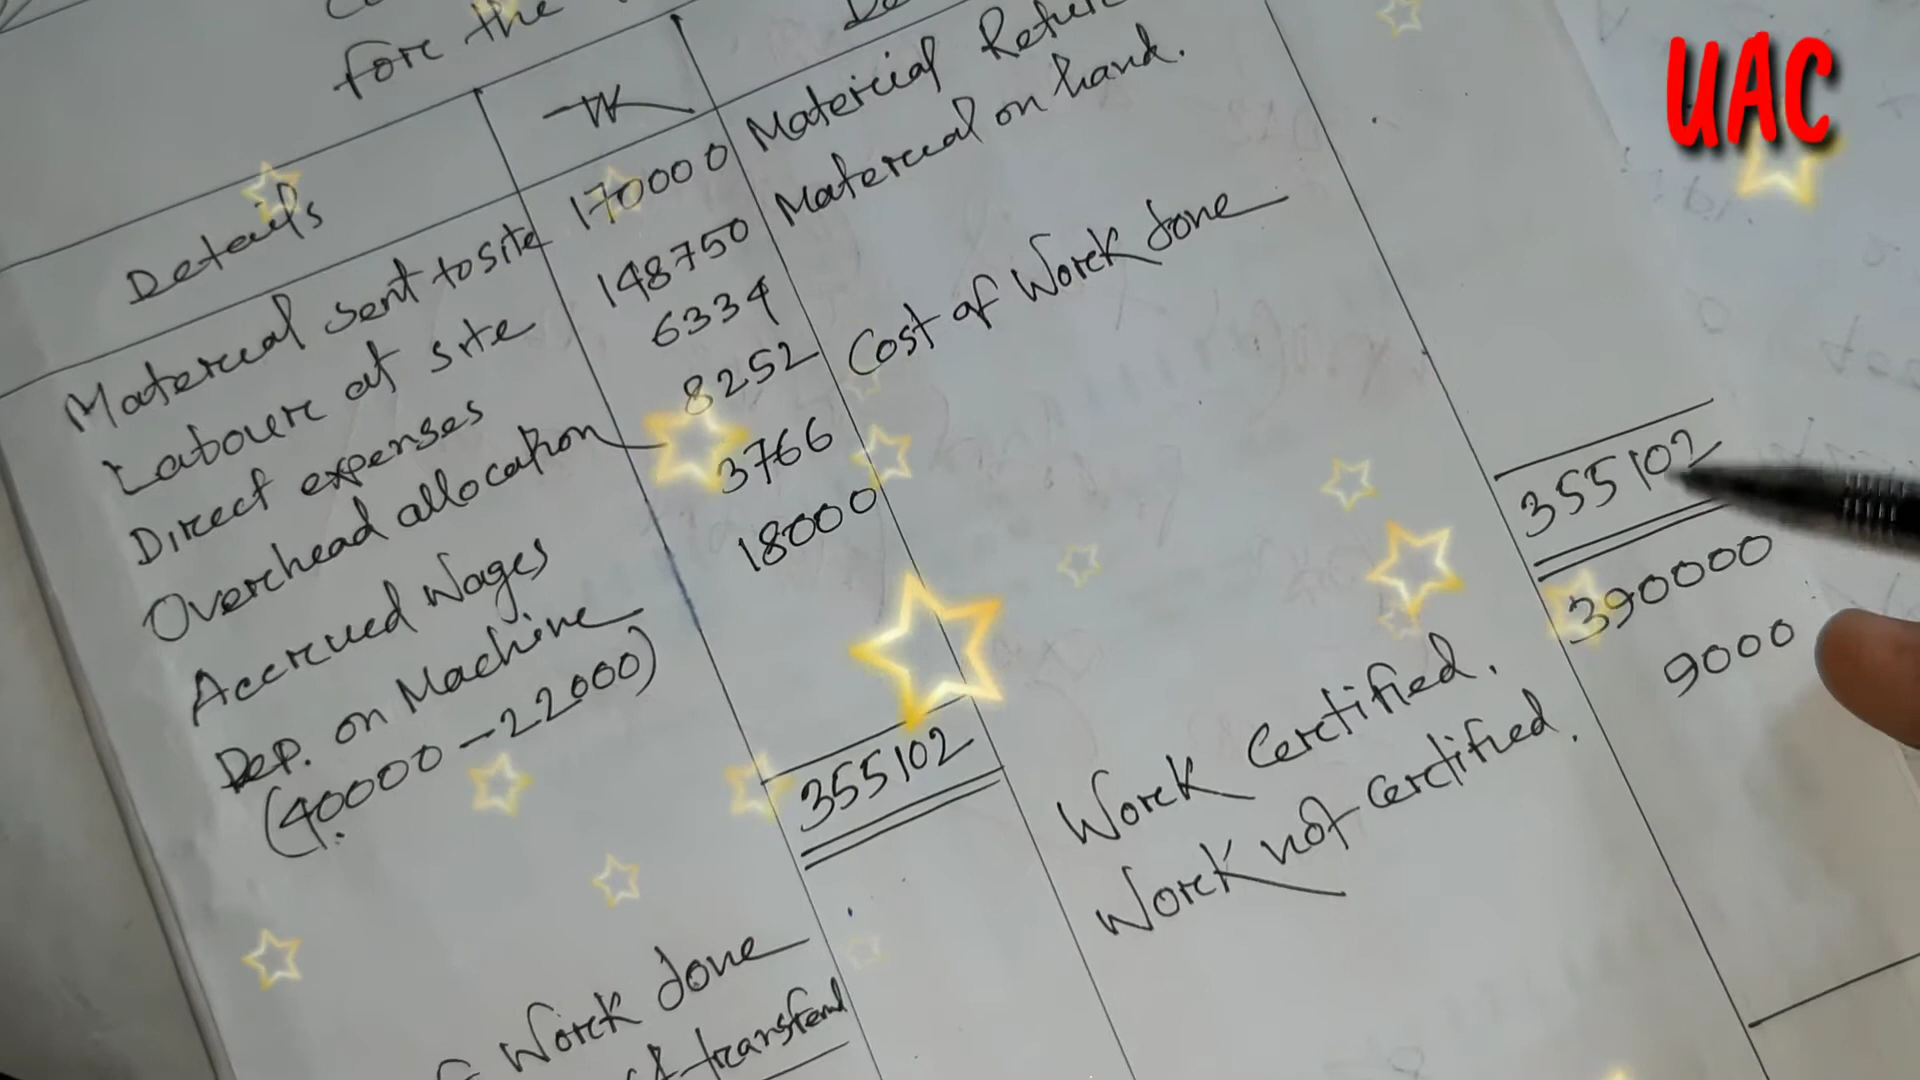 UAC
fore the
Details
TK
Material sent to site 170000
Labour at site 148750
Direct expenses 6334
Overhead allocation 8252
Accrued Wages 3766
Dep. on Machine 18000
(40000-22000)
355102
Work done
transferred
Material
Material on hand.
Cost of Work done
355102
Work Certified. 390000
Work not certified. 9000